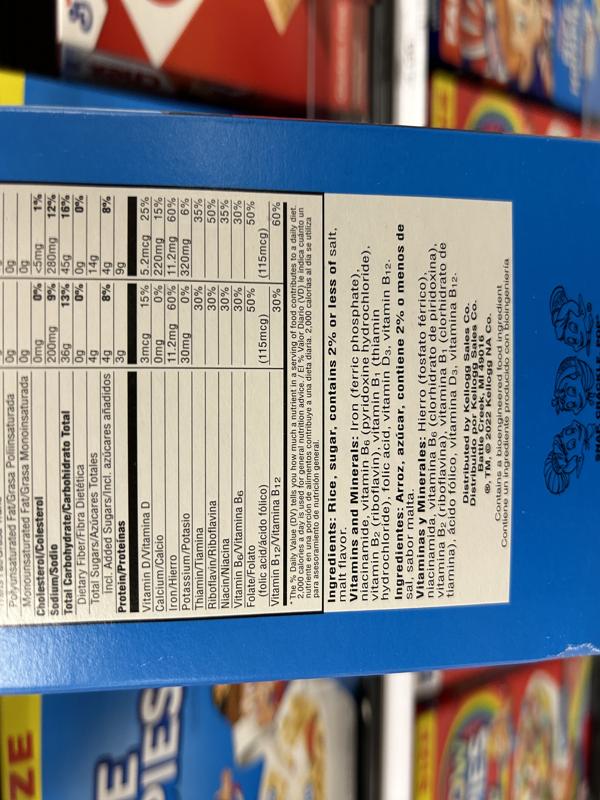 Polyunsaturated Fat/Grasa Poliinsaturada 0g 0g
Monounsaturated Fat/Grasa Monoinsaturada 0g 0g
Cholesterol/Colesterol 0mg 0% <5mg 1%
Sodium/Sodio 200mg 9% 280mg 12%
Total Carbohydrate/Carbohidrato Total 36g 13% 45g 16%
Dietary Fiber/Fibra Dietética 0g 0% 0g 0%
Total Sugars/Azúcares Totales 4g 14g
Incl. Added Sugars/Incl. azúcares añadidos 4g 8% 4g 8%
Protein/Proteínas 3g 9g
Vitamin D/Vitamina D 3mcg 15% 5.2mcg 25%
Calcium/Calcio 0mg 0% 220mg 15%
Iron/Hierro 11.2mg 60% 11.2mg 60%
Potassium/Potasio 30mg 0% 320mg 6%
Thiamin/Tiamina 30% 35%
Riboflavin/Riboflavina 30% 50%
Niacin/Niacina 30% 35%
Vitamin B6/Vitamina B6 30% 30%
Folate/Folato 50% 50%
(folic acid/ácido fólico) (115mcg) (115mcg)
Vitamin B12/Vitamina B12 30% 60%
*The % Daily Value (DV) tells you how much a nutrient in a serving of food contributes to a daily diet.
2,000 calories a day is used for general nutrition advice. / El % Valor Diario (VD) le indica cuánto un
nutriente en una porción de alimentos contribuye a una dieta diaria. 2,000 calorías al día se utiliza
para asesoramiento de nutrición general.
Ingredients: Rice, sugar, contains 2% or less of salt,
malt flavor.
Vitamins and Minerals: Iron (ferric phosphate),
niacinamide, vitamin B6 (pyridoxine hydrochloride),
vitamin B2 (riboflavin), vitamin B1 (thiamin
hydrochloride), folic acid, vitamin D3, vitamin B12.
Ingredientes: Arroz, azúcar, contiene 2% o menos de
sal, sabor malta.
Vitaminas y Minerales: Hierro (fosfato férrico),
niacinamida, vitamina B6 (clorhidrato de piridoxina),
vitamina B2 (riboflavina), vitamina B1 (clorhidrato de
tiamina), ácido fólico, vitamina D3, vitamina B12.
Distributed by Kellogg Sales Co.
Distribuido por Kellogg Sales Co.
Battle Creek, MI 49016
®, TM, © 2022 Kellogg NA Co.
Contains a bioengineered food ingredient
Contiene un ingrediente producido con bioingeniería